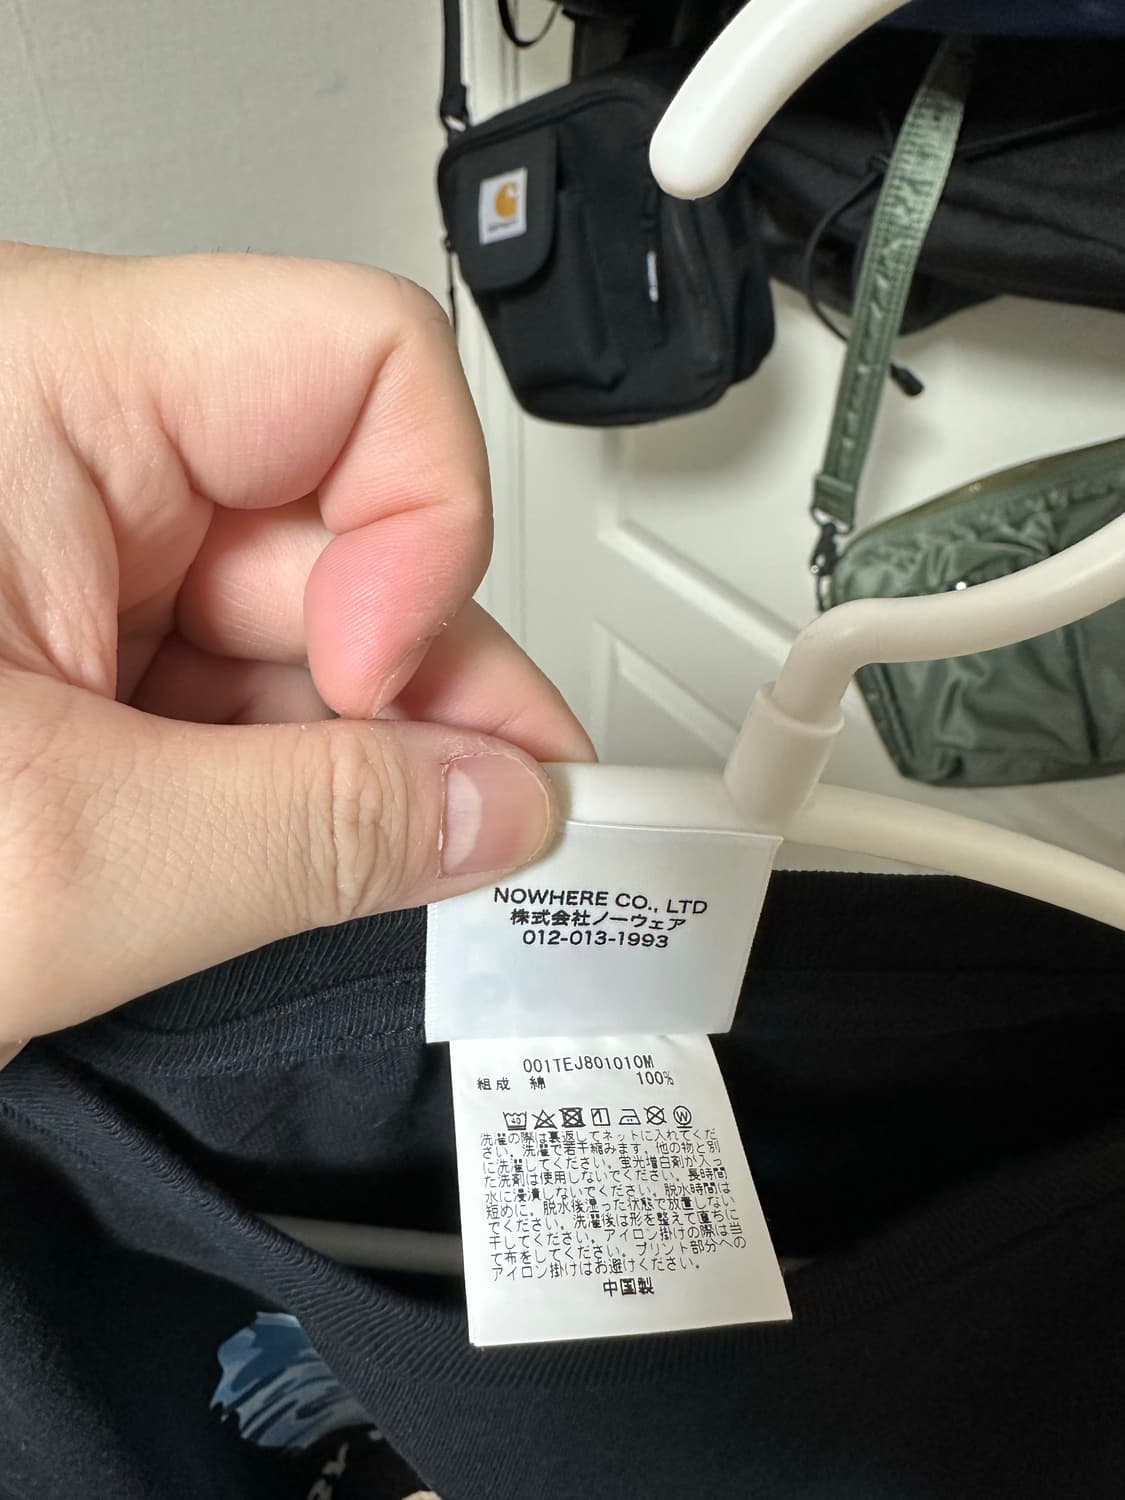 NOWHERE CO., LTD
株式会社ノーウェア
012-013-1993
001TEJ801010M
組成 綿 100%
40
洗濯の際は裏返してネットに入れてくだ
さい。洗濯で若干縮みます。他の物と別
に洗濯してください。蛍光増白剤が入っ
た洗剤は使用しないでください。長時間
水に浸漬しないでください。脱水時間は
短めに。脱水後湿った状態で放置しない
でください。洗濯後は形を整えて直ちに
干してください。アイロン掛けの際は当
て布をしてください。プリント部分への
アイロン掛けはお避けください。
中国製